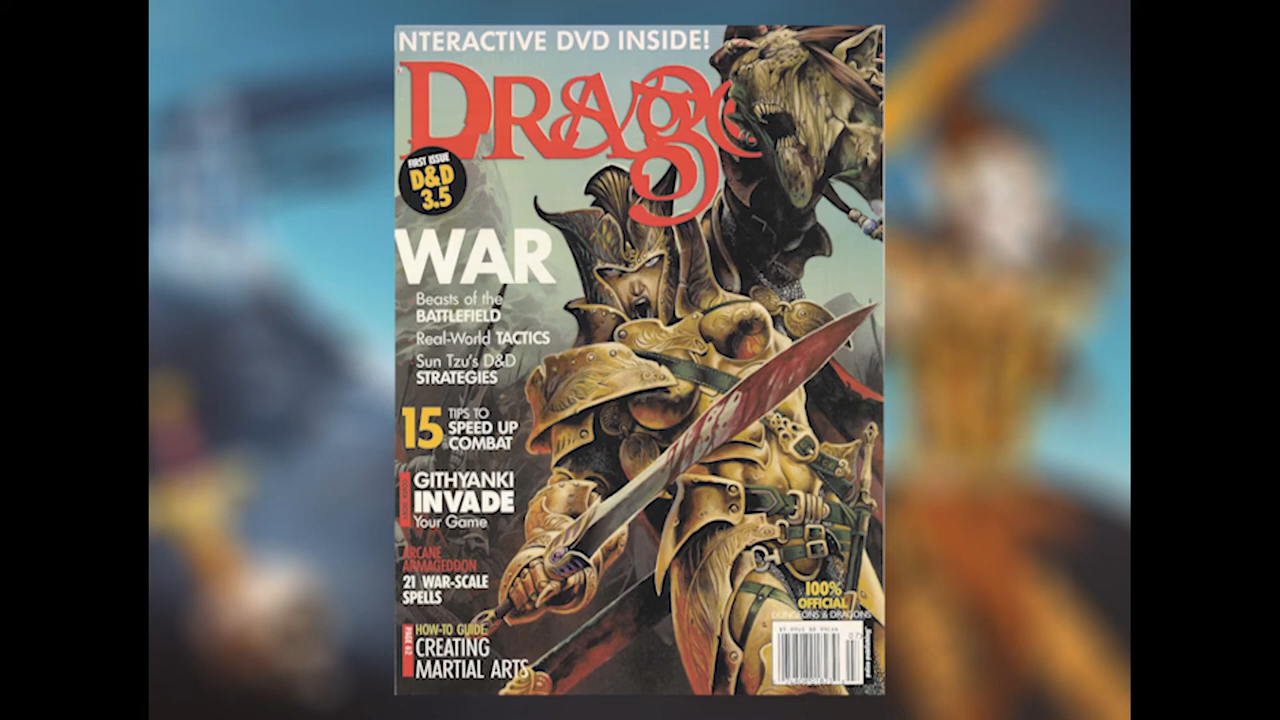 NTERACTIVE DVD INSIDE!
DRAgo
FIRST ISSUE
D&D
3.5
WAR
Beasts of the
BATTLEFIELD
Real-World TACTICS
Sun Tzu's D&D
STRATEGIES
15 TIPS TO
SPEED UP
COMBAT
GITHYANKI
INVADE
Your Game
ARCANE
ARMAGEDDON
21 WAR-SCALE
SPELLS
PAGE 62
HOW-TO GUIDE:
CREATING
MARTIAL ARTS
100%
OFFICIAL
DUNGEONS & DRAGONS